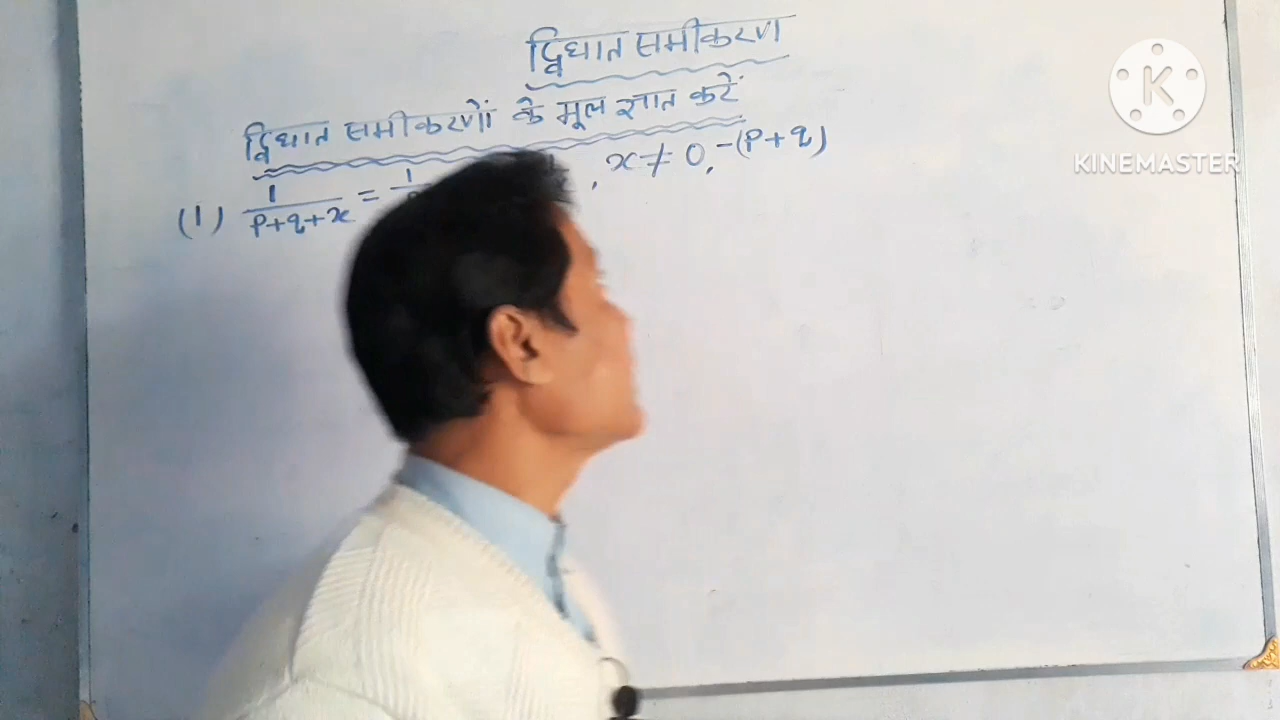 द्विघात समीकरण
द्विघात समीकरणों के मूल ज्ञात करें
(1) 1/(p+q+x) = 1/ , x ≠ 0, -(p+q)
KINEMASTER